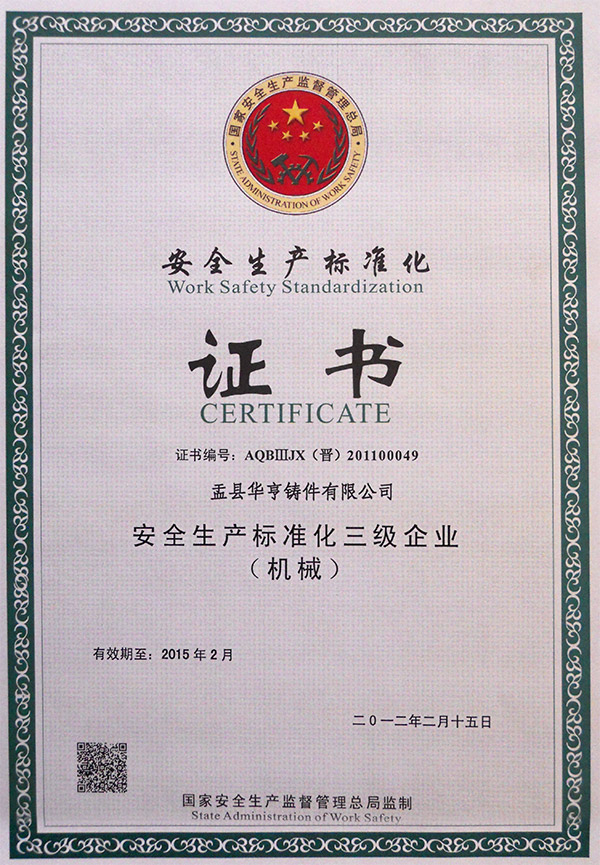 国家安全生产监督管理总局
STATE ADMINISTRATION OF WORK SAFETY
安全生产标准化
Work Safety Standardization
证书
CERTIFICATE
证书编号：AQBⅢJX（晋）201100049
盂县华亨铸件有限公司
安全生产标准化三级企业
（机械）
有效期至：2015年2月
二0一二年二月十五日
国家安全生产监督管理总局监制
State Administration of Work Safety